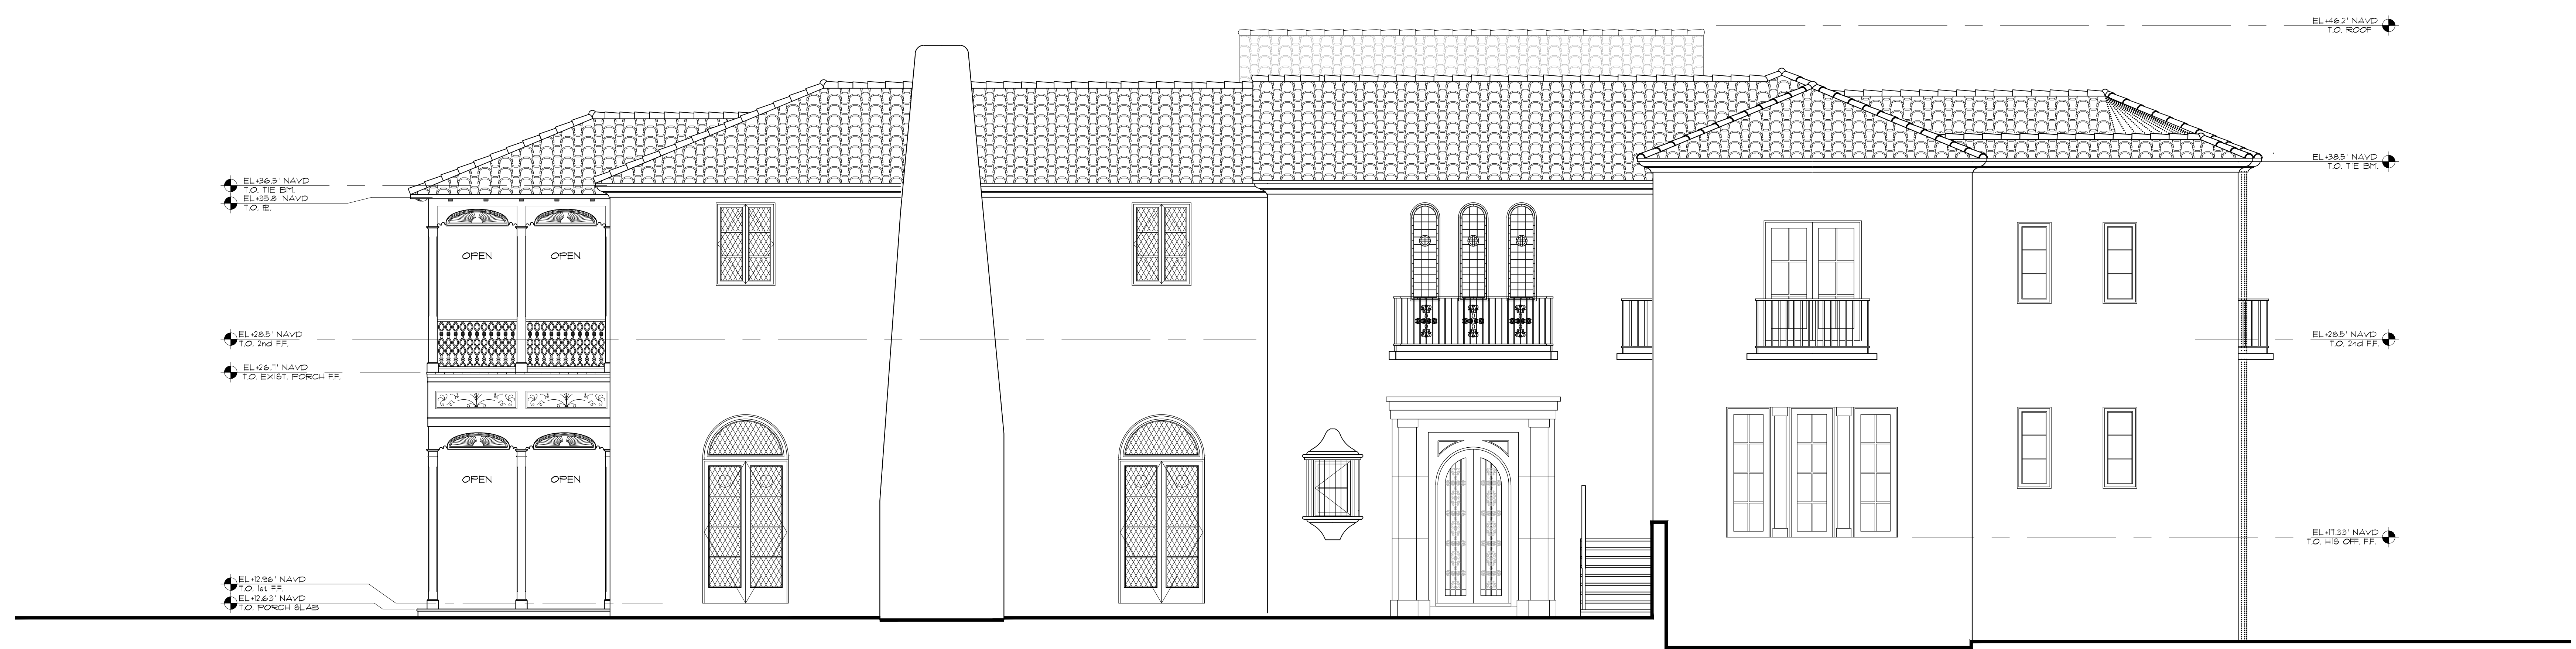 EL +46.2' NAVD
T.O. ROOF
EL +36.5' NAVD
T.O. TIE BM.
EL +35.8' NAVD
T.O. PL.
EL +38.5' NAVD
T.O. TIE BM.
OPEN
OPEN
EL +28.5' NAVD
T.O. 2nd F.F.
EL +28.5' NAVD
T.O. 2nd F.F.
EL +26.7' NAVD
T.O. EXIST. PORCH F.F.
OPEN
OPEN
EL +17.33' NAVD
T.O. HIS OFF. F.F.
EL +12.96' NAVD
T.O. 1st F.F.
EL +12.63' NAVD
T.O. PORCH SLAB